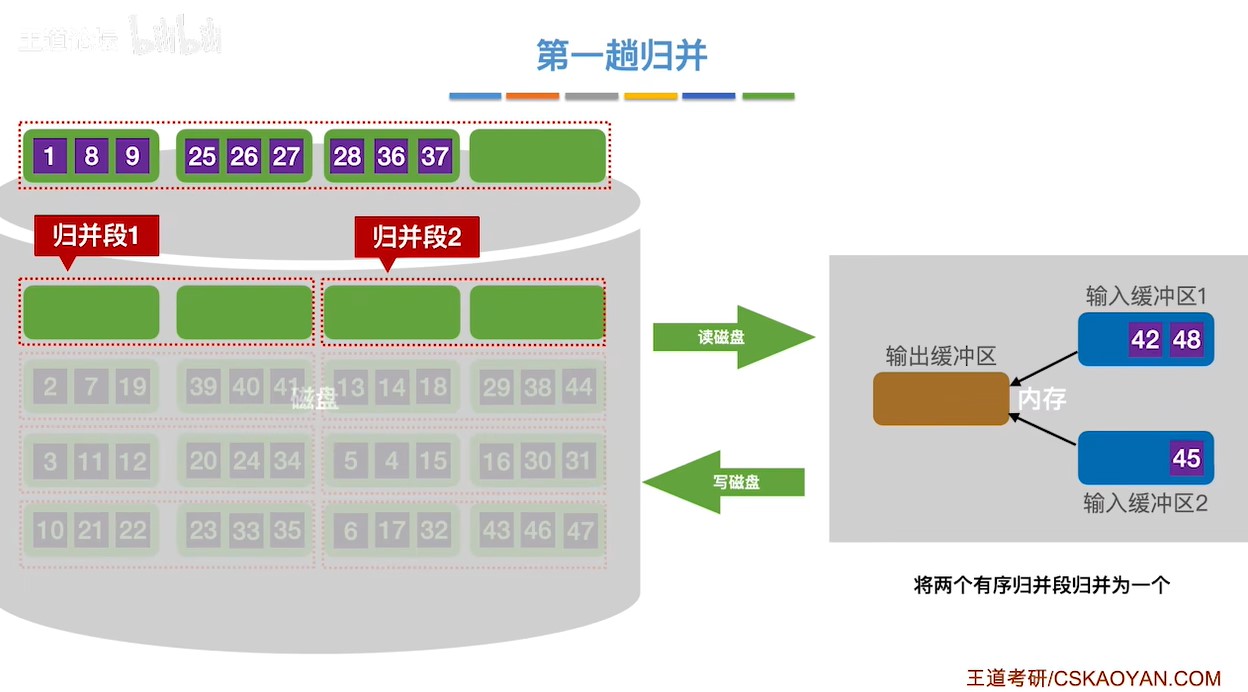 王道论坛 bilibili
第一趟归并
1 8 9 25 26 27 28 36 37
归并段1 归并段2
输入缓冲区1
读磁盘
42 48
输出缓冲区
2 7 19 39 40 41 13 14 18 29 38 44
磁盘
内存
3 11 12 20 24 34 5 4 15 16 30 31
45
写磁盘
输入缓冲区2
10 21 22 23 33 35 6 17 32 43 46 47
将两个有序归并段归并为一个
王道考研/CSKAOYAN.COM